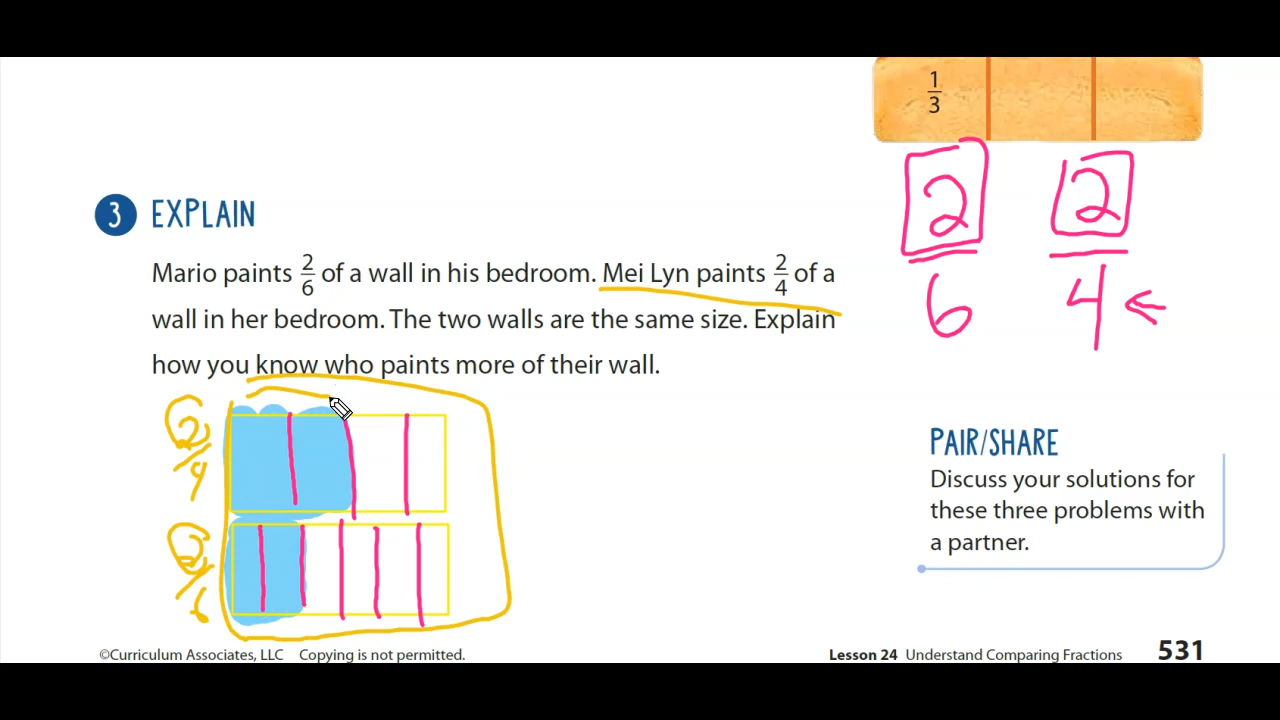 1/3
2/6 2/4
3 EXPLAIN
Mario paints 2/6 of a wall in his bedroom. Mei Lyn paints 2/4 of a
wall in her bedroom. The two walls are the same size. Explain
how you know who paints more of their wall.
2/4
2/6
PAIR/SHARE
Discuss your solutions for
these three problems with
a partner.
©Curriculum Associates, LLC Copying is not permitted.
Lesson 24 Understand Comparing Fractions 531